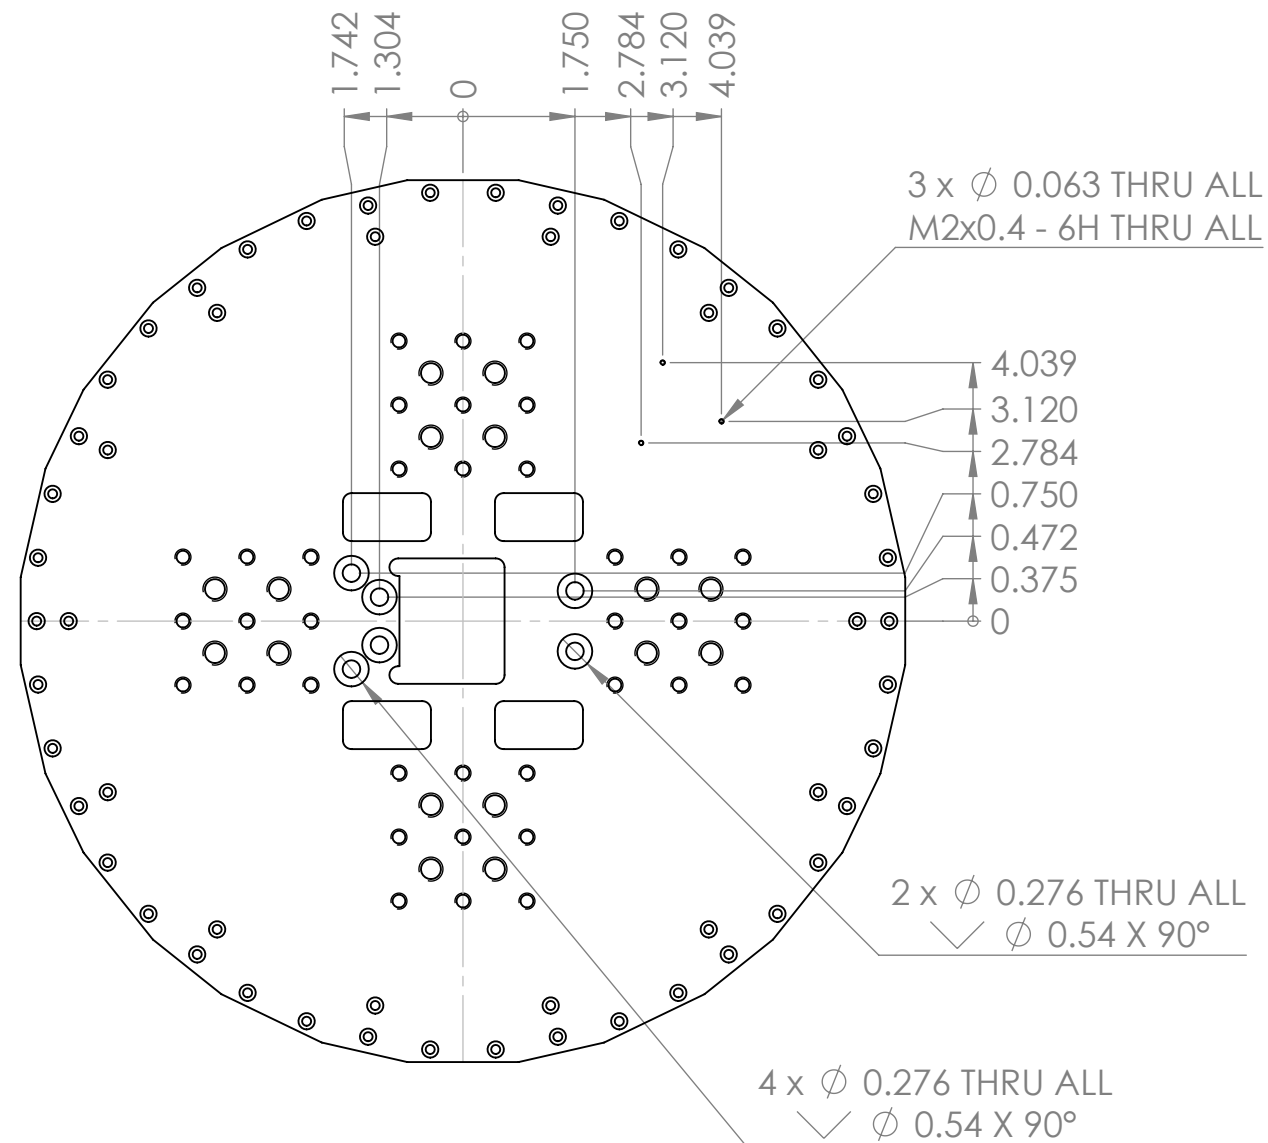 1.742
1.304
0
1.750
2.784
3.120
4.039
3 x ∅ 0.063 THRU ALL
M2x0.4 - 6H THRU ALL
4.039
3.120
2.784
0.750
0.472
0.375
0
2 x ∅ 0.276 THRU ALL
⌵ ∅ 0.54 X 90°
4 x ∅ 0.276 THRU ALL
⌵ ∅ 0.54 X 90°